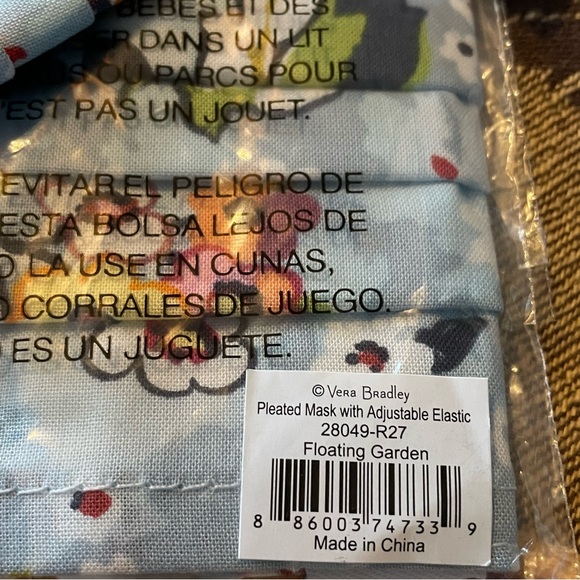 BEBES ET DES
DANS UN LIT
OU PARCS POUR
EST PAS UN JOUET.
EVITAR EL PELIGRO DE
ESTA BOLSA LEJOS DE
LA USE EN CUNAS,
CORRALES DE JUEGO.
ES UN JUGUETE.
© VERA BRADLEY
Pleated Mask with Adjustable Elastic
28049-R27
Floating Garden
8 86003 74733 9
Made in China